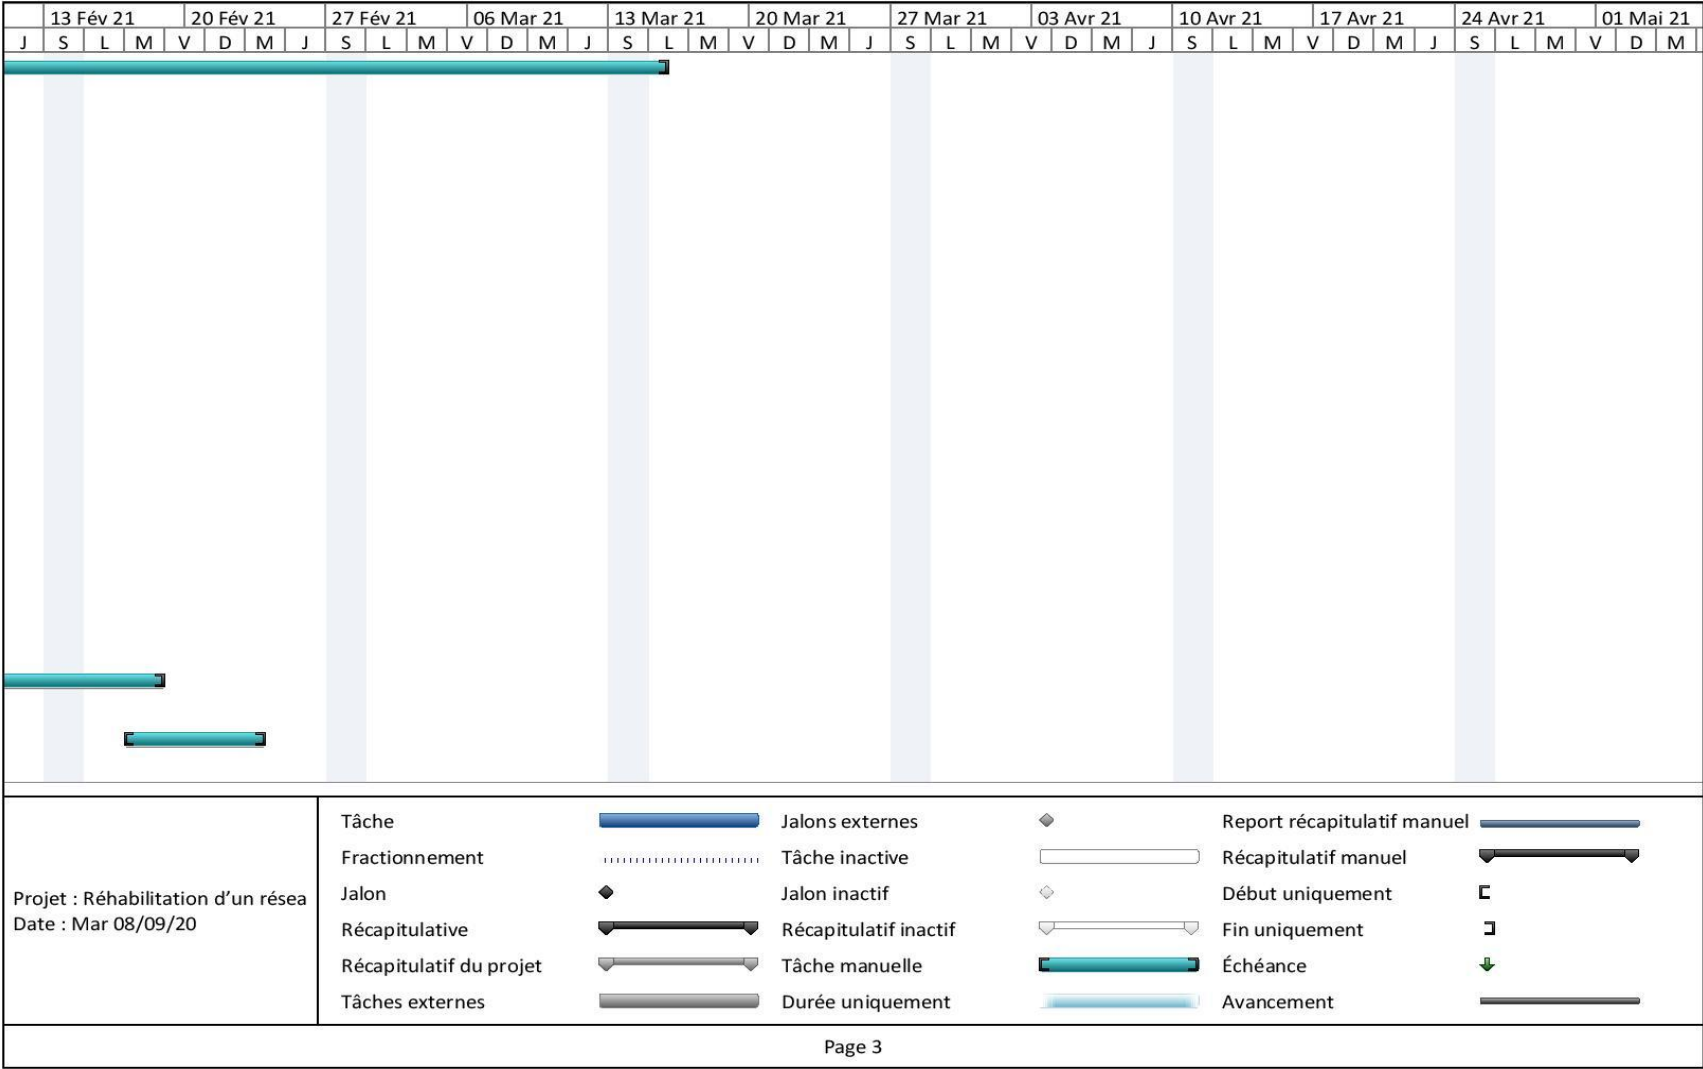 13 Fév 21 20 Fév 21 27 Fév 21 06 Mar 21 13 Mar 21 20 Mar 21 27 Mar 21 03 Avr 21 10 Avr 21 17 Avr 21 24 Avr 21 01 Mai 21
J S L M V D M J S L M V D M J S L M V D M J S L M V D M J S L M V D M J S L M V D M
Projet : Réhabilitation d’un résea
Date : Mar 08/09/20
Tâche
Fractionnement
Jalon
Récapitulative
Récapitulatif du projet
Tâches externes
Jalons externes
Tâche inactive
Jalon inactif
Récapitulatif inactif
Tâche manuelle
Durée uniquement
Report récapitulatif manuel
Récapitulatif manuel
Début uniquement
Fin uniquement
Échéance
Avancement
Page 3